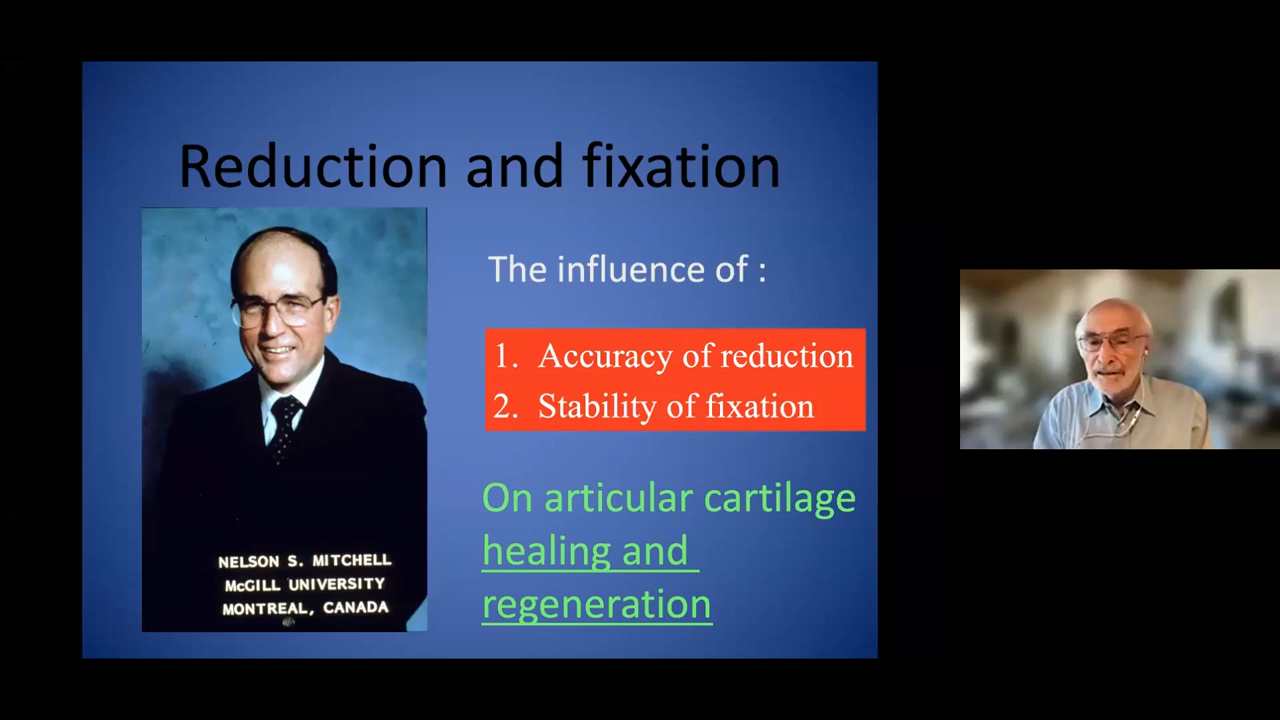 Reduction and fixation
The influence of :
1. Accuracy of reduction
2. Stability of fixation
On articular cartilage
healing and
regeneration
NELSON S. MITCHELL
McGILL UNIVERSITY
MONTREAL, CANADA